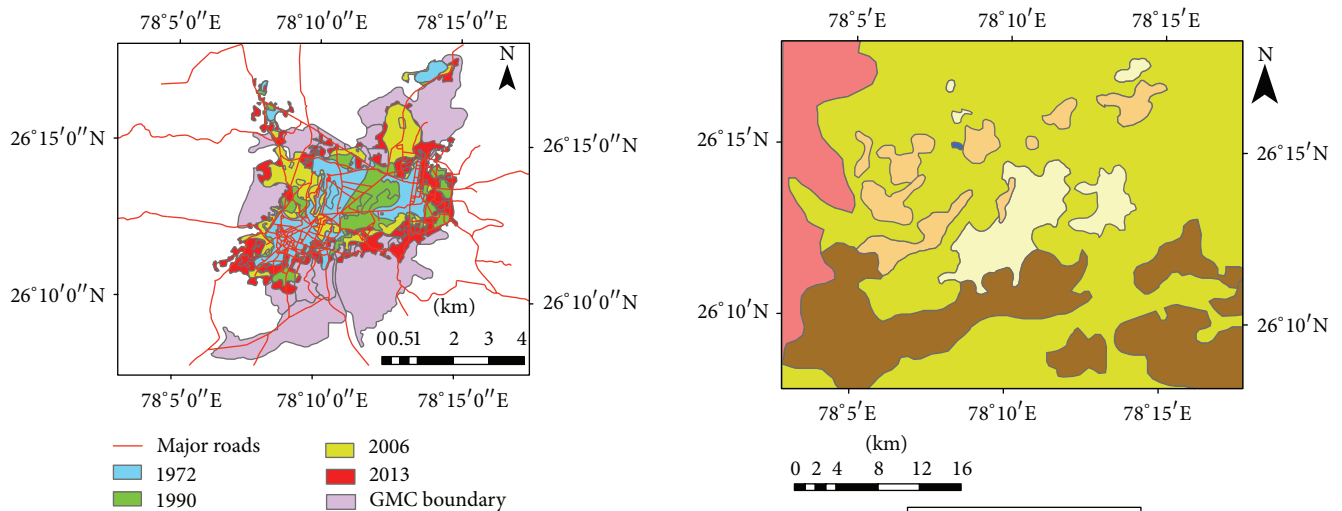 78°5′0″E 78°10′0″E 78°15′0″E
N
26°15′0″N 26°15′0″N
26°10′0″N 26°10′0″N
(km)
0 0.5 1 2 3 4
78°5′0″E 78°10′0″E 78°15′0″E
Major roads
1972
1990
2006
2013
GMC boundary
78°5′E 78°10′E 78°15′E
N
26°15′N 26°15′N
26°10′N 26°10′N
78°5′E 78°10′E 78°15′E
(km)
0 2 4 8 12 16